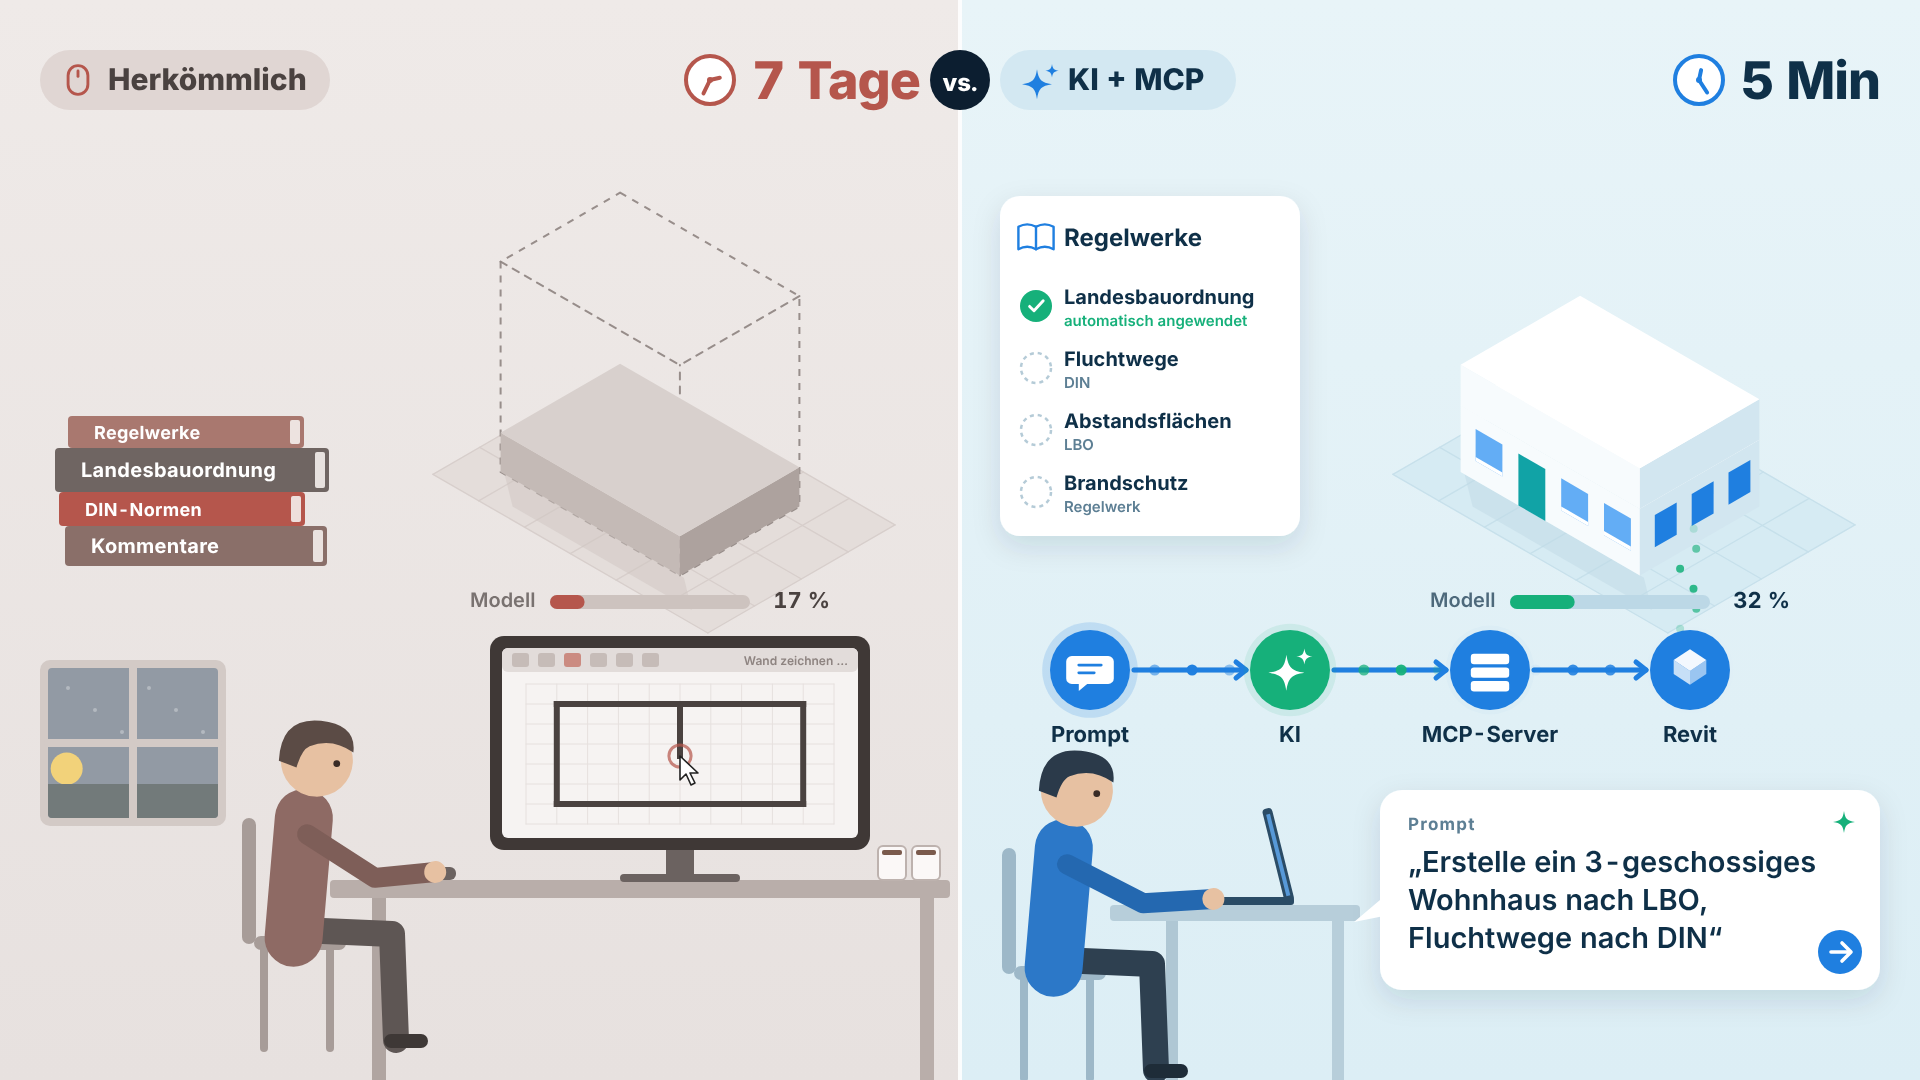 Herkömmlich
7 Tage
vs.
KI + MCP
5 Min
Regelwerke
Landesbauordnung
DIN-Normen
Kommentare
Modell
17 %
Wand zeichnen ...
Regelwerke
Landesbauordnung
automatisch angewendet
Fluchtwege
DIN
Abstandsflächen
LBO
Brandschutz
Regelwerk
Modell
32 %
Prompt
KI
MCP-Server
Revit
Prompt
„Erstelle ein 3-geschossiges
Wohnhaus nach LBO,
Fluchtwege nach DIN“